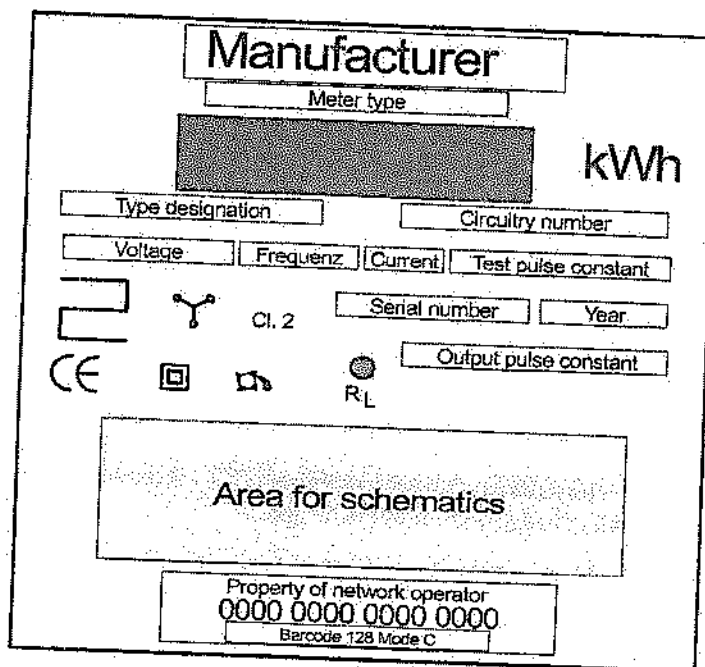 Manufacturer
Meter type
kWh
Type designation Circuitry number
Voltage Frequenz Current Test pulse constant
Cl. 2 Serial number Year
CE Output pulse constant
RL
Area for schematics
Property of network operator
0000 0000 0000 0000
Barcode 128 Mode C